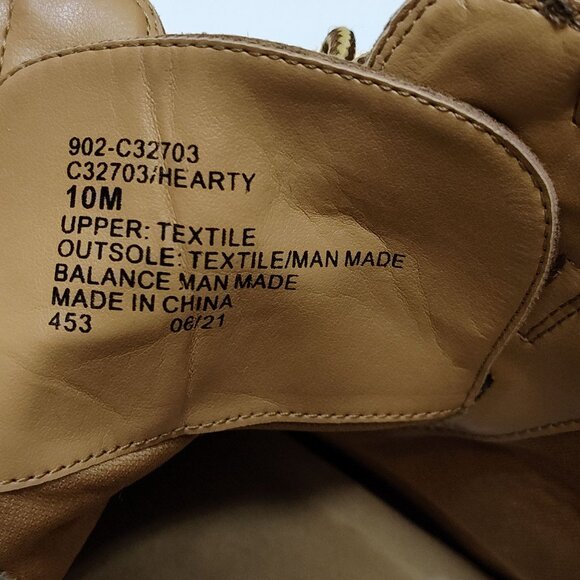 902-C32703
C32703/HEARTY
10M
UPPER: TEXTILE
OUTSOLE: TEXTILE/MAN MADE
BALANCE MAN MADE
MADE IN CHINA
453 06/21